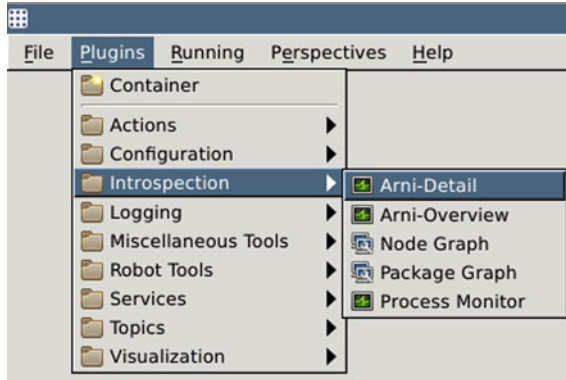 File Plugins Running Perspectives Help
Container
Actions
Configuration
Introspection
Arni-Detail
Arni-Overview
Node Graph
Package Graph
Process Monitor
Logging
Miscellaneous Tools
Robot Tools
Services
Topics
Visualization